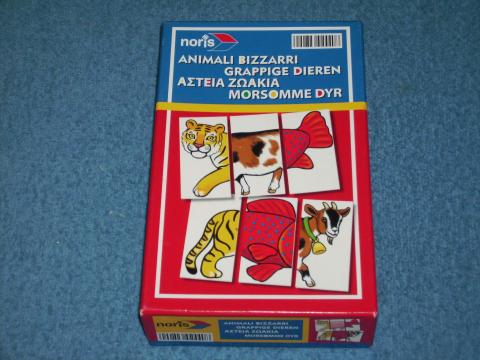 noris
ANIMALI BIZZARRI
GRAPPIGE DIEREN
ΑΣΤΕΙΑ ΖΩΑΚΙΑ
MORSOMME DYR
noris
ANIMALI BIZZARRI
GRAPPIGE DIEREN
ΑΣΤΕΙΑ ΖΩΑΚΙΑ
MORSOMME DYR